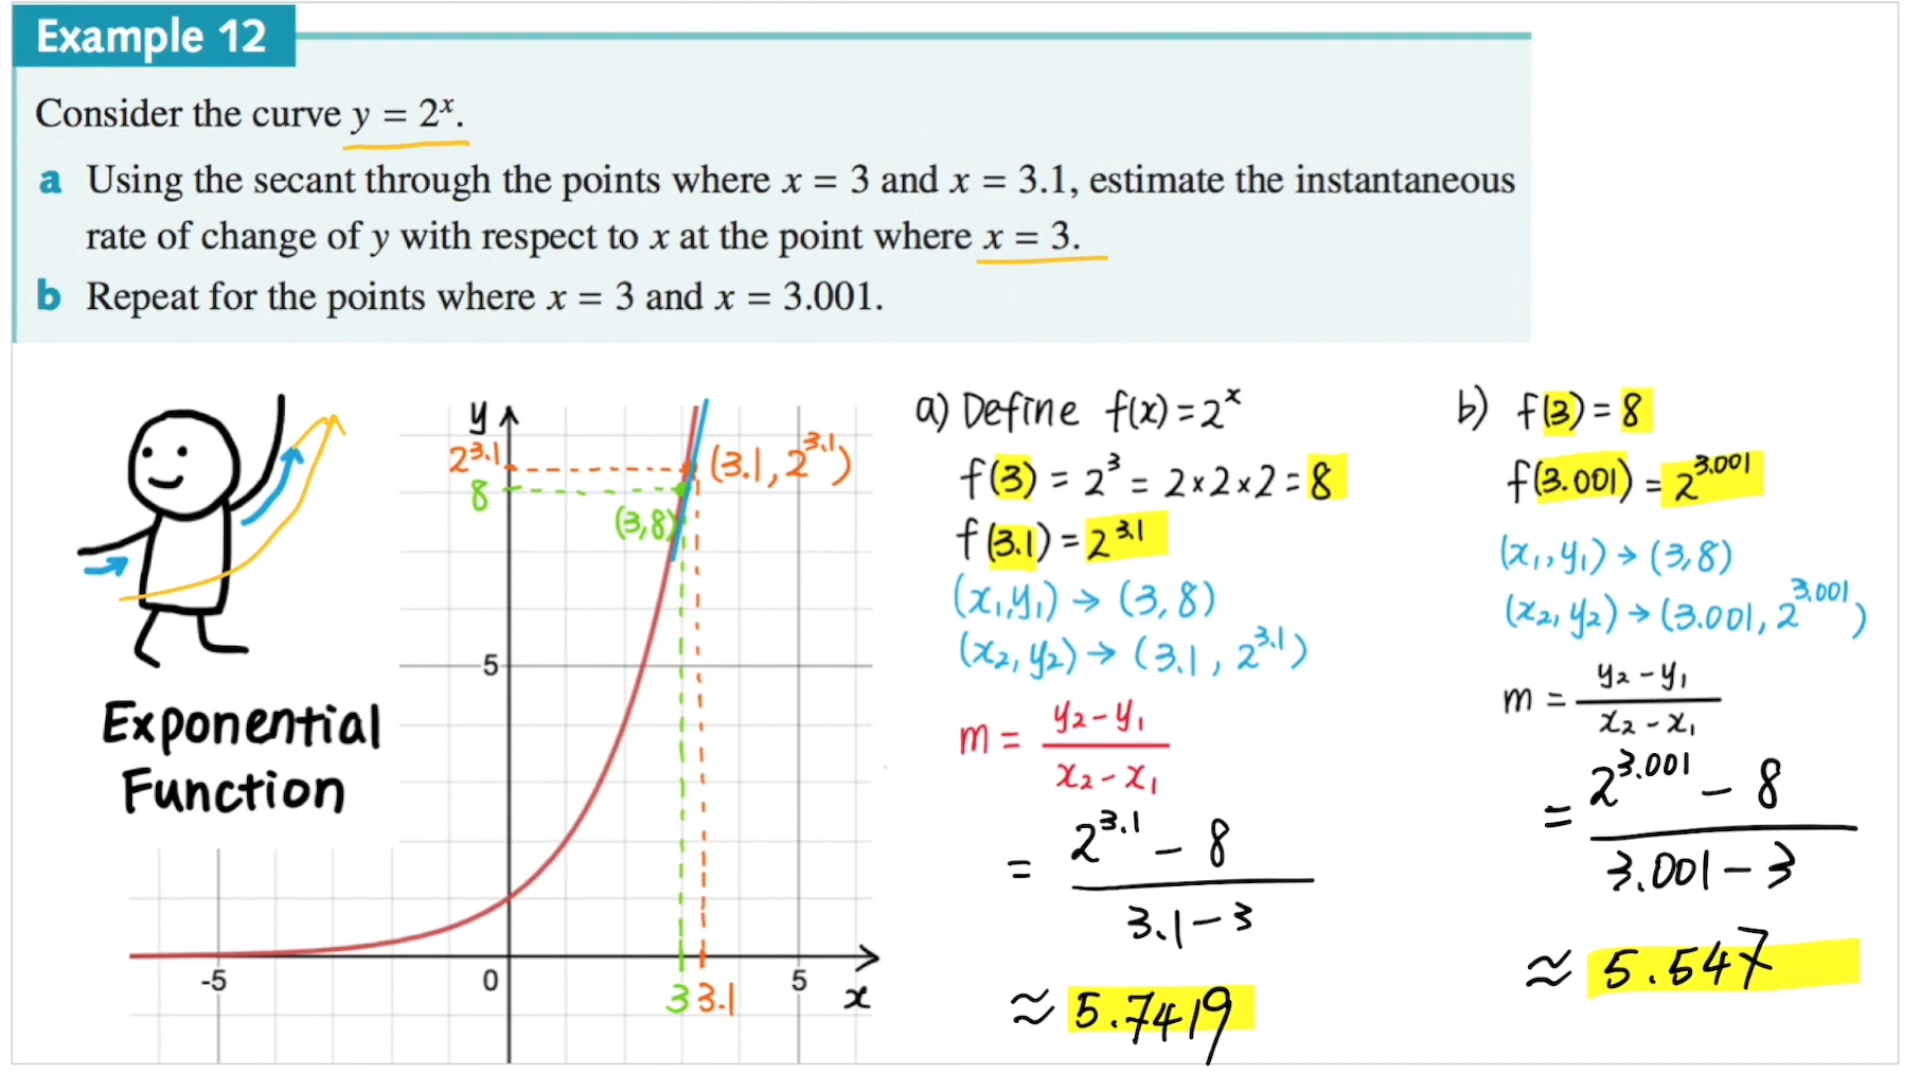 Example 12
Consider the curve y = 2ˣ.
a Using the secant through the points where x = 3 and x = 3.1, estimate the instantaneous
rate of change of y with respect to x at the point where x = 3.
b Repeat for the points where x = 3 and x = 3.001.
Exponential
Function
y
2^3.1
8
(3.1, 2^3.1)
(3,8)
5
-5
0
3
3.1
5
x
a) Define f(x) = 2ˣ
f(3) = 2³ = 2×2×2 = 8
f(3.1) = 2^3.1
(x₁,y₁) → (3,8)
(x₂,y₂) → (3.1, 2^3.1)
m = y₂-y₁
x₂-x₁
= 2^3.1 - 8
3.1-3
≈ 5.7419
b) f(3) = 8
f(3.001) = 2^3.001
(x₁,y₁) → (3,8)
(x₂,y₂) → (3.001, 2^3.001)
m = y₂-y₁
x₂-x₁
= 2^3.001 - 8
3.001-3
≈ 5.547